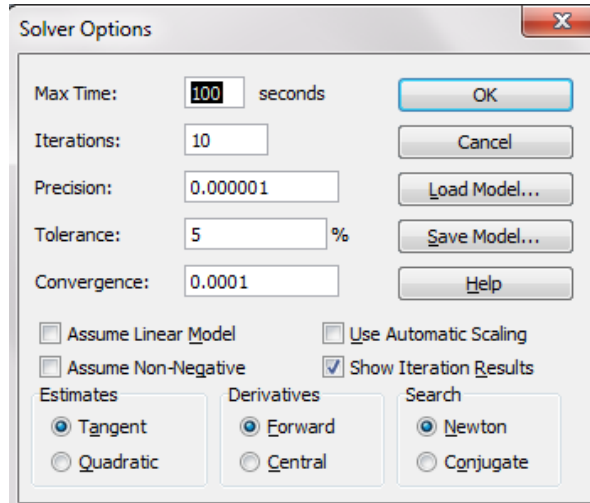 Solver Options
Max Time: 100 seconds OK
Iterations: 10 Cancel
Precision: 0.000001 Load Model...
Tolerance: 5 % Save Model...
Convergence: 0.0001 Help
Assume Linear Model Use Automatic Scaling
Assume Non-Negative Show Iteration Results
Estimates Derivatives Search
Tangent Forward Newton
Quadratic Central Conjugate